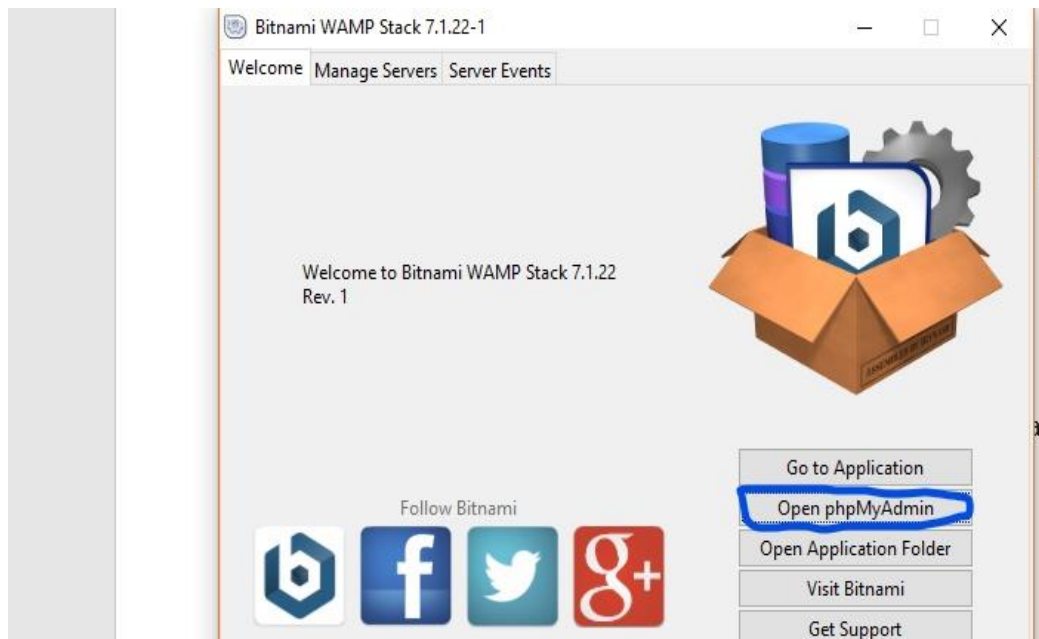 Bitnami WAMP Stack 7.1.22-1
Welcome Manage Servers Server Events
Welcome to Bitnami WAMP Stack 7.1.22
Rev. 1
Go to Application
Open phpMyAdmin
Open Application Folder
Visit Bitnami
Get Support
Follow Bitnami